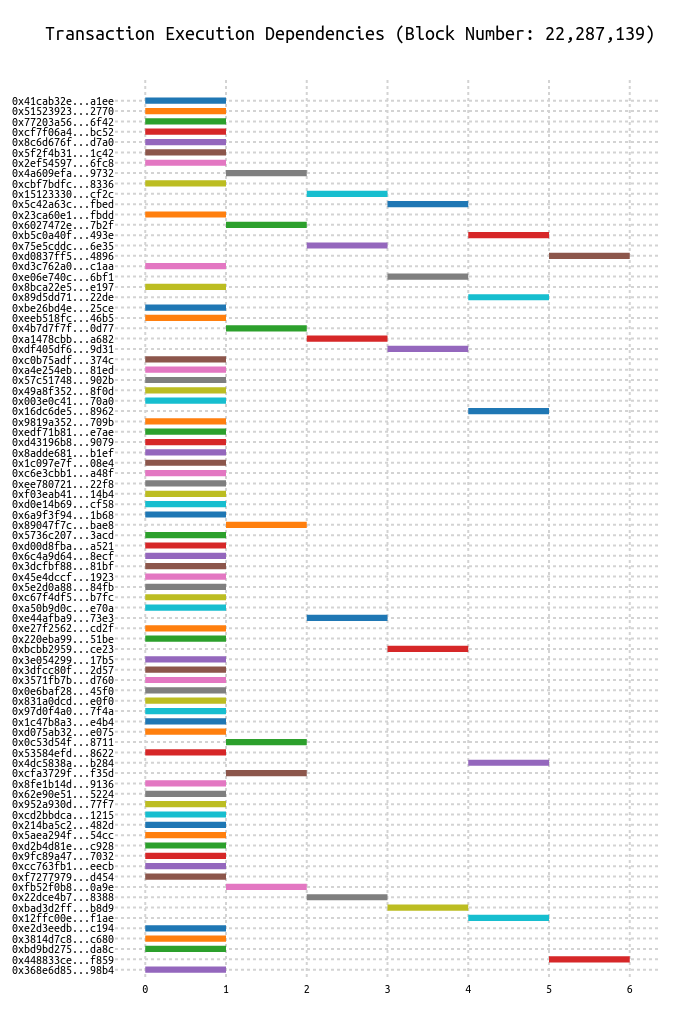 Transaction Execution Dependencies (Block Number: 22,287,139)
0x41cab32e...a1ee
0x51523923...2770
0x77203a56...6f42
0xcf7f06a4...bc52
0x8c6d676f...d7a0
0x5f2f4b31...1c42
0x2ef54597...6fc8
0x4a609efa...9732
0xcbf7bdfc...8336
0x15123330...cf2c
0x5c42a63c...fbed
0x23ca60e1...fbdd
0x6027472e...7b2f
0xb5c0a40f...493e
0x75e5cddc...6e35
0xd0837ff5...4896
0xd3c762a0...c1aa
0xe06e740c...6bf1
0x8bca22e5...e197
0x89d5dd71...22de
0xbe26bd4e...25ce
0xeeb518fc...46b5
0x4b7d7f7f...0d77
0xa1478cbb...a682
0xdf405df6...9d31
0xc0b75adf...374c
0xa4e254eb...81ed
0x57c51748...902b
0x49a8f352...8f0d
0x003e0c41...70a0
0x16dc6de5...8962
0x9819a352...709b
0xedf71b81...e7ae
0xd43196b8...9079
0x8adde681...b1ef
0x1c097e7f...08e4
0xc6e3cbb1...a48f
0xee780721...22f8
0xf03eab41...14b4
0xd0e14b69...cf58
0x6a9f3f94...1b68
0x89047f7c...bae8
0x5736c207...3acd
0xd00d8fba...a521
0x6c4a9d64...8ecf
0x3dcfbf88...81bf
0x45e4dccf...1923
0x5e2d0a88...84fb
0xc67f4df5...b7fc
0xa50b9d0c...e70a
0xe44afba9...73e3
0xe27f2562...cd2f
0x220eba99...51be
0xbcbb2959...ce23
0x3e054299...17b5
0x3dfcc80f...2d57
0x3571fb7b...d760
0x0e6baf28...45f0
0x831a0dcd...e0f0
0x97d0f4a0...7f4a
0x1c47b8a3...e4b4
0xd075ab32...e075
0x0c53d54f...8711
0x53584efd...8622
0x4dc5838a...b284
0xcfa3729f...f35d
0x8fe1b14d...9136
0x62e90e51...5224
0x952a930d...77f7
0xcd2bbdca...1215
0x214ba5c2...482d
0x5aea294f...54cc
0xd2b4d81e...c928
0x9fc89a47...7032
0xcc763fb1...eecb
0xf7277979...d454
0xfb52f0b8...0a9e
0x22dce4b7...8388
0xbad3d2ff...b8d9
0x12ffc00e...f1ae
0xe2d3eedb...c194
0x3814d7c8...c680
0xbd9bd275...da8c
0x448833ce...f859
0x368e6d85...98b4
0 1 2 3 4 5 6